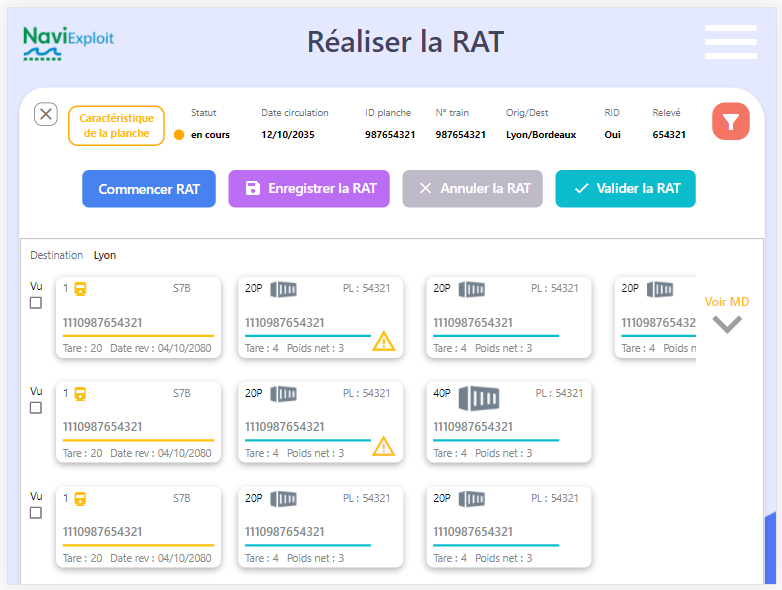 NaviExploit
Réaliser la RAT
Caractéristique
de la planche
Statut
en cours
Date circulation
12/10/2035
ID planche
987654321
N° train
987654321
Orig/Dest
Lyon/Bordeaux
RID
Oui
Relevé
654321
Commencer RAT
Enregistrer la RAT
Annuler la RAT
Valider la RAT
Destination Lyon
Vu
1 S7B
1110987654321
Tare : 20 Date rev : 04/10/2080
20P PL : 54321
1110987654321
Tare : 4 Poids net : 3
20P PL : 54321
1110987654321
Tare : 4 Poids net : 3
20P
111098765432
Tare : 4 Poids n
Voir MD
Vu
1 S7B
1110987654321
Tare : 20 Date rev : 04/10/2080
20P PL : 54321
1110987654321
Tare : 4 Poids net : 3
40P PL : 54321
1110987654321
Tare : 4 Poids net : 3
Vu
1 S7B
1110987654321
Tare : 20 Date rev : 04/10/2080
20P PL : 54321
1110987654321
Tare : 4 Poids net : 3
20P PL : 54321
1110987654321
Tare : 4 Poids net : 3